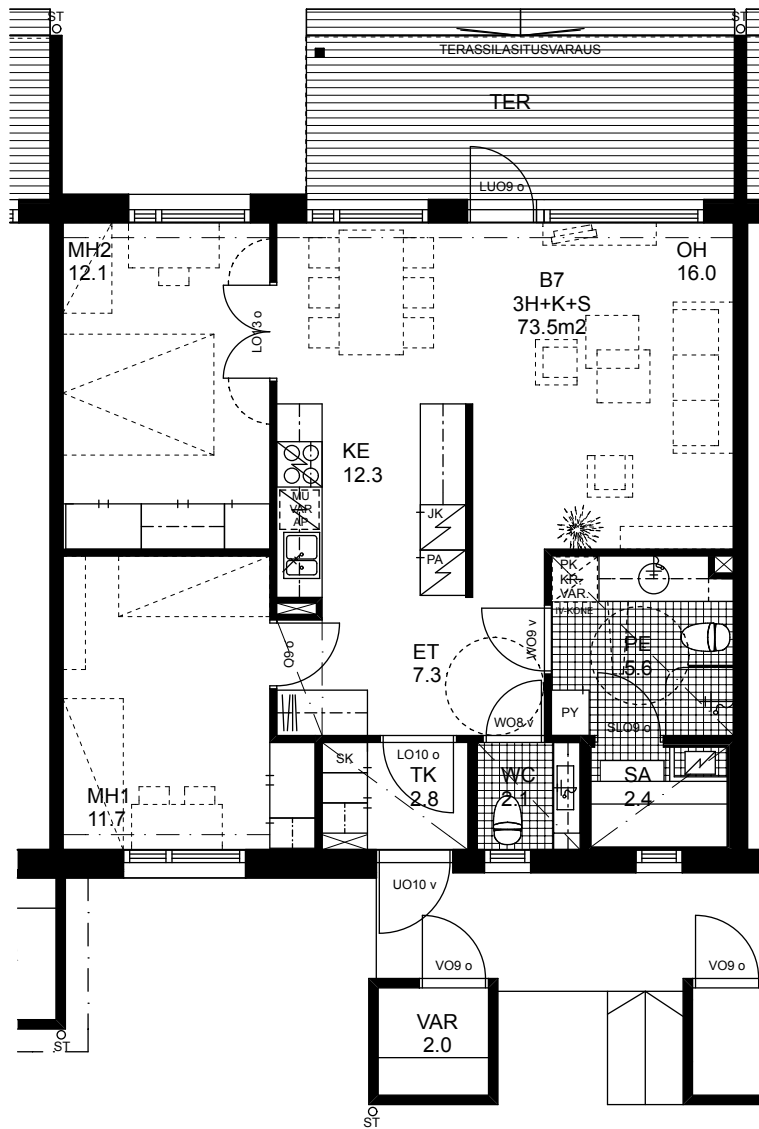 ST
ST
TERASSILASITUSVARAUS
TER
LUO9 o
MH2
12.1
OH
16.0
B7
3H+K+S
73.5m2
LO13 o
KE
12.3
MU
VAR
AP
JK
PA
PK
KR.
VAR.
IV-KONE
O9 o
ET
7.3
WO9 v
PE
5.6
PY
WO8 v
SLO9 o
SK
LO10 o
TK
2.8
WC
2.1
SA
2.4
MH1
11.7
UO10 v
VO9 o
VO9 o
VAR
2.0
ST
ST